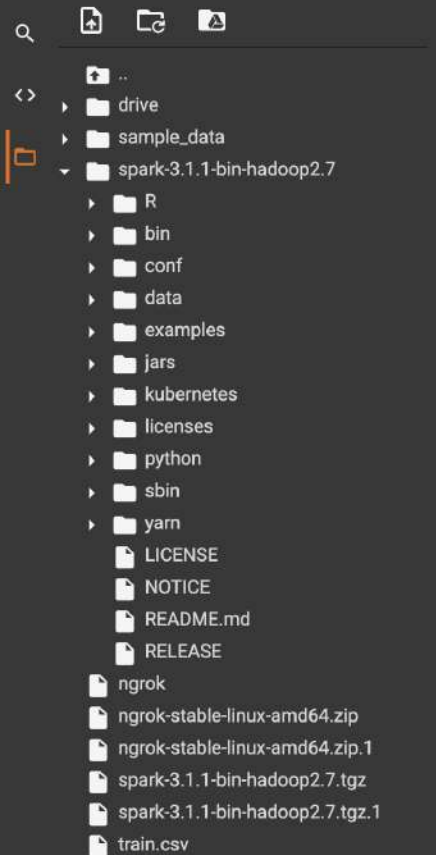 ..
drive
sample_data
spark-3.1.1-bin-hadoop2.7
R
bin
conf
data
examples
jars
kubernetes
licenses
python
sbin
yarn
LICENSE
NOTICE
README.md
RELEASE
ngrok
ngrok-stable-linux-amd64.zip
ngrok-stable-linux-amd64.zip.1
spark-3.1.1-bin-hadoop2.7.tgz
spark-3.1.1-bin-hadoop2.7.tgz.1
train.csv